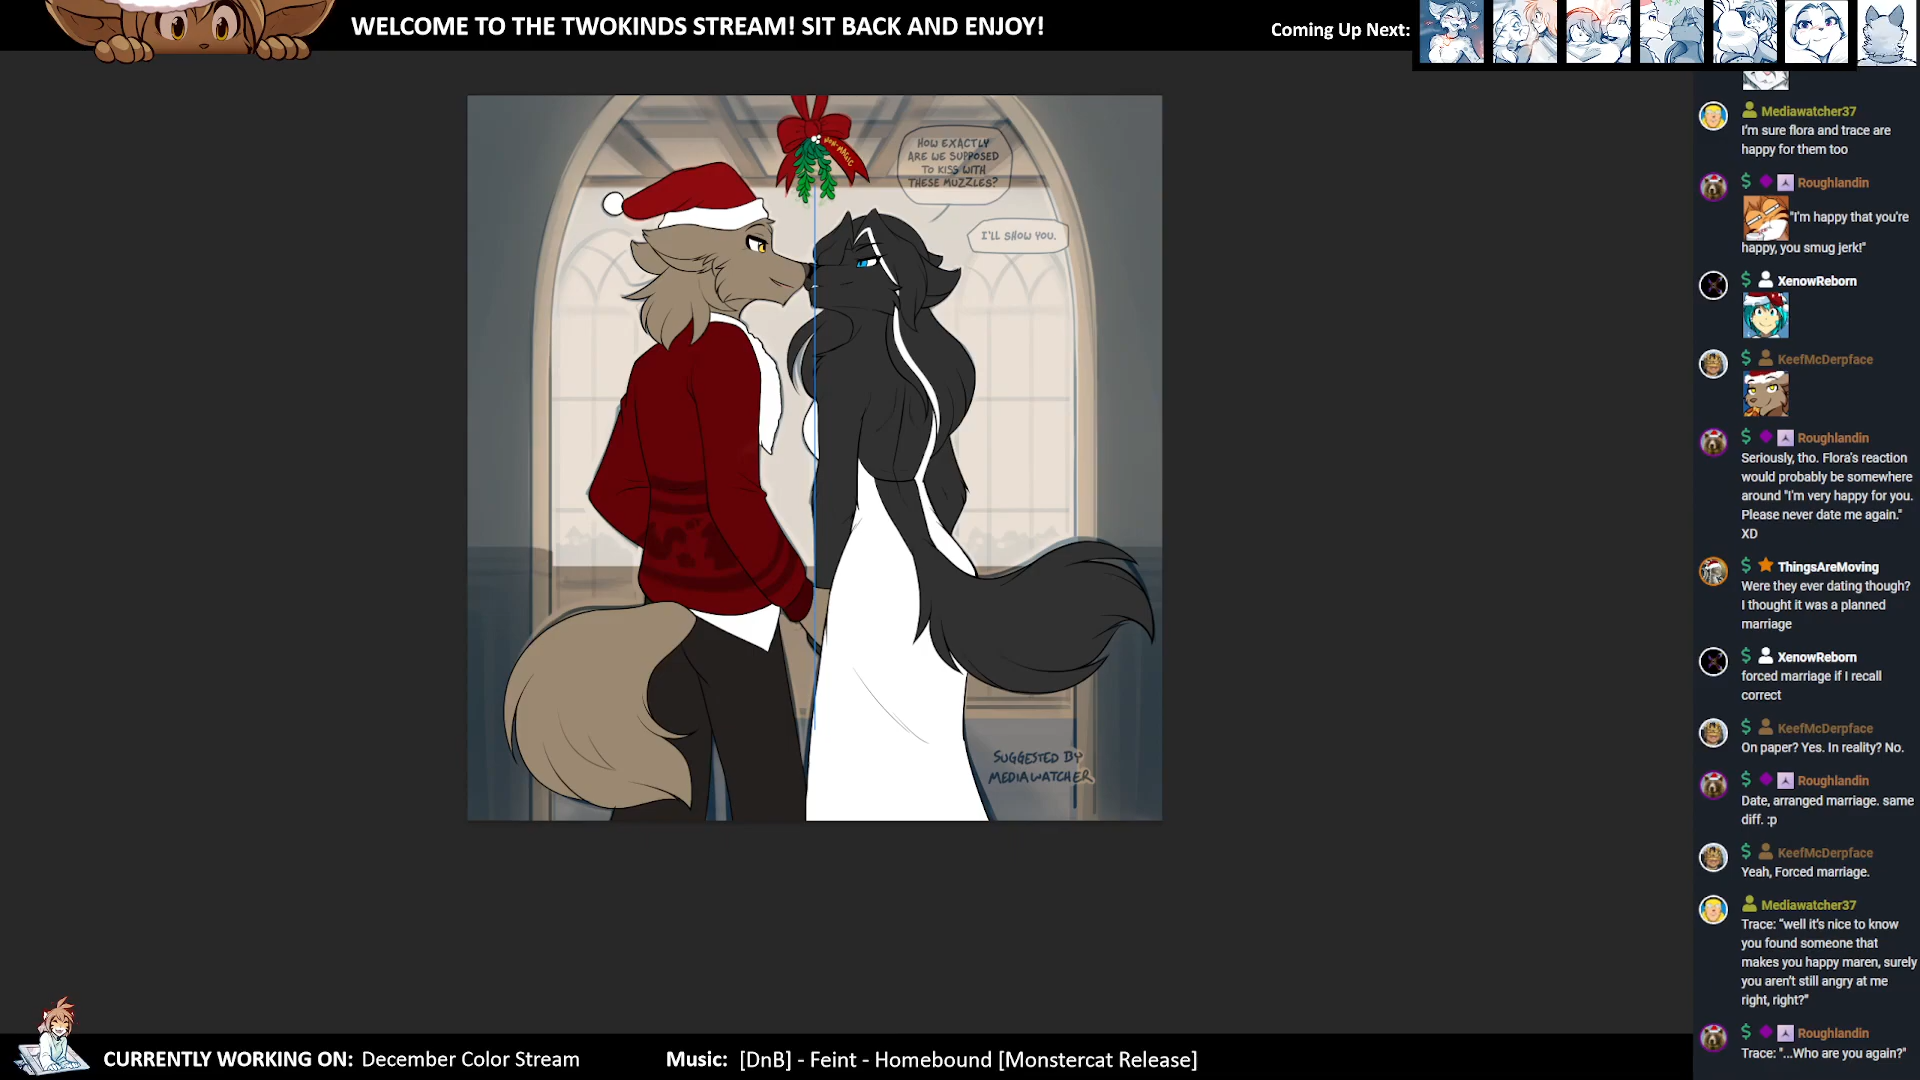 WELCOME TO THE TWOKINDS STREAM! SIT BACK AND ENJOY!
Coming Up Next:
NON-MAGIC
HOW EXACTLY
ARE WE SUPPOSED
TO KISS WITH
THESE MUZZLES?
I'LL SHOW YOU.
SUGGESTED BY
MEDIAWATCHER
Mediawatcher37
I'm sure flora and trace are
happy for them too
$ Roughlandin
"I'm happy that you're
happy, you smug jerk!"
$ XenowReborn
$ KeefMcDerpface
$ Roughlandin
Seriously, tho. Flora's reaction
would probably be somewhere
around "I'm very happy for you.
Please never date me again."
XD
$ ThingsAreMoving
Were they ever dating though?
I thought it was a planned
marriage
$ XenowReborn
forced marriage if I recall
correct
$ KeefMcDerpface
On paper? Yes. In reality? No.
$ Roughlandin
Date, arranged marriage. same
diff. :p
$ KeefMcDerpface
Yeah, Forced marriage.
Mediawatcher37
Trace: "well it's nice to know
you found someone that
makes you happy maren, surely
you aren't still angry at me
right, right?"
$ Roughlandin
Trace: "...Who are you again?"
CURRENTLY WORKING ON: December Color Stream
Music: [DnB] - Feint - Homebound [Monstercat Release]